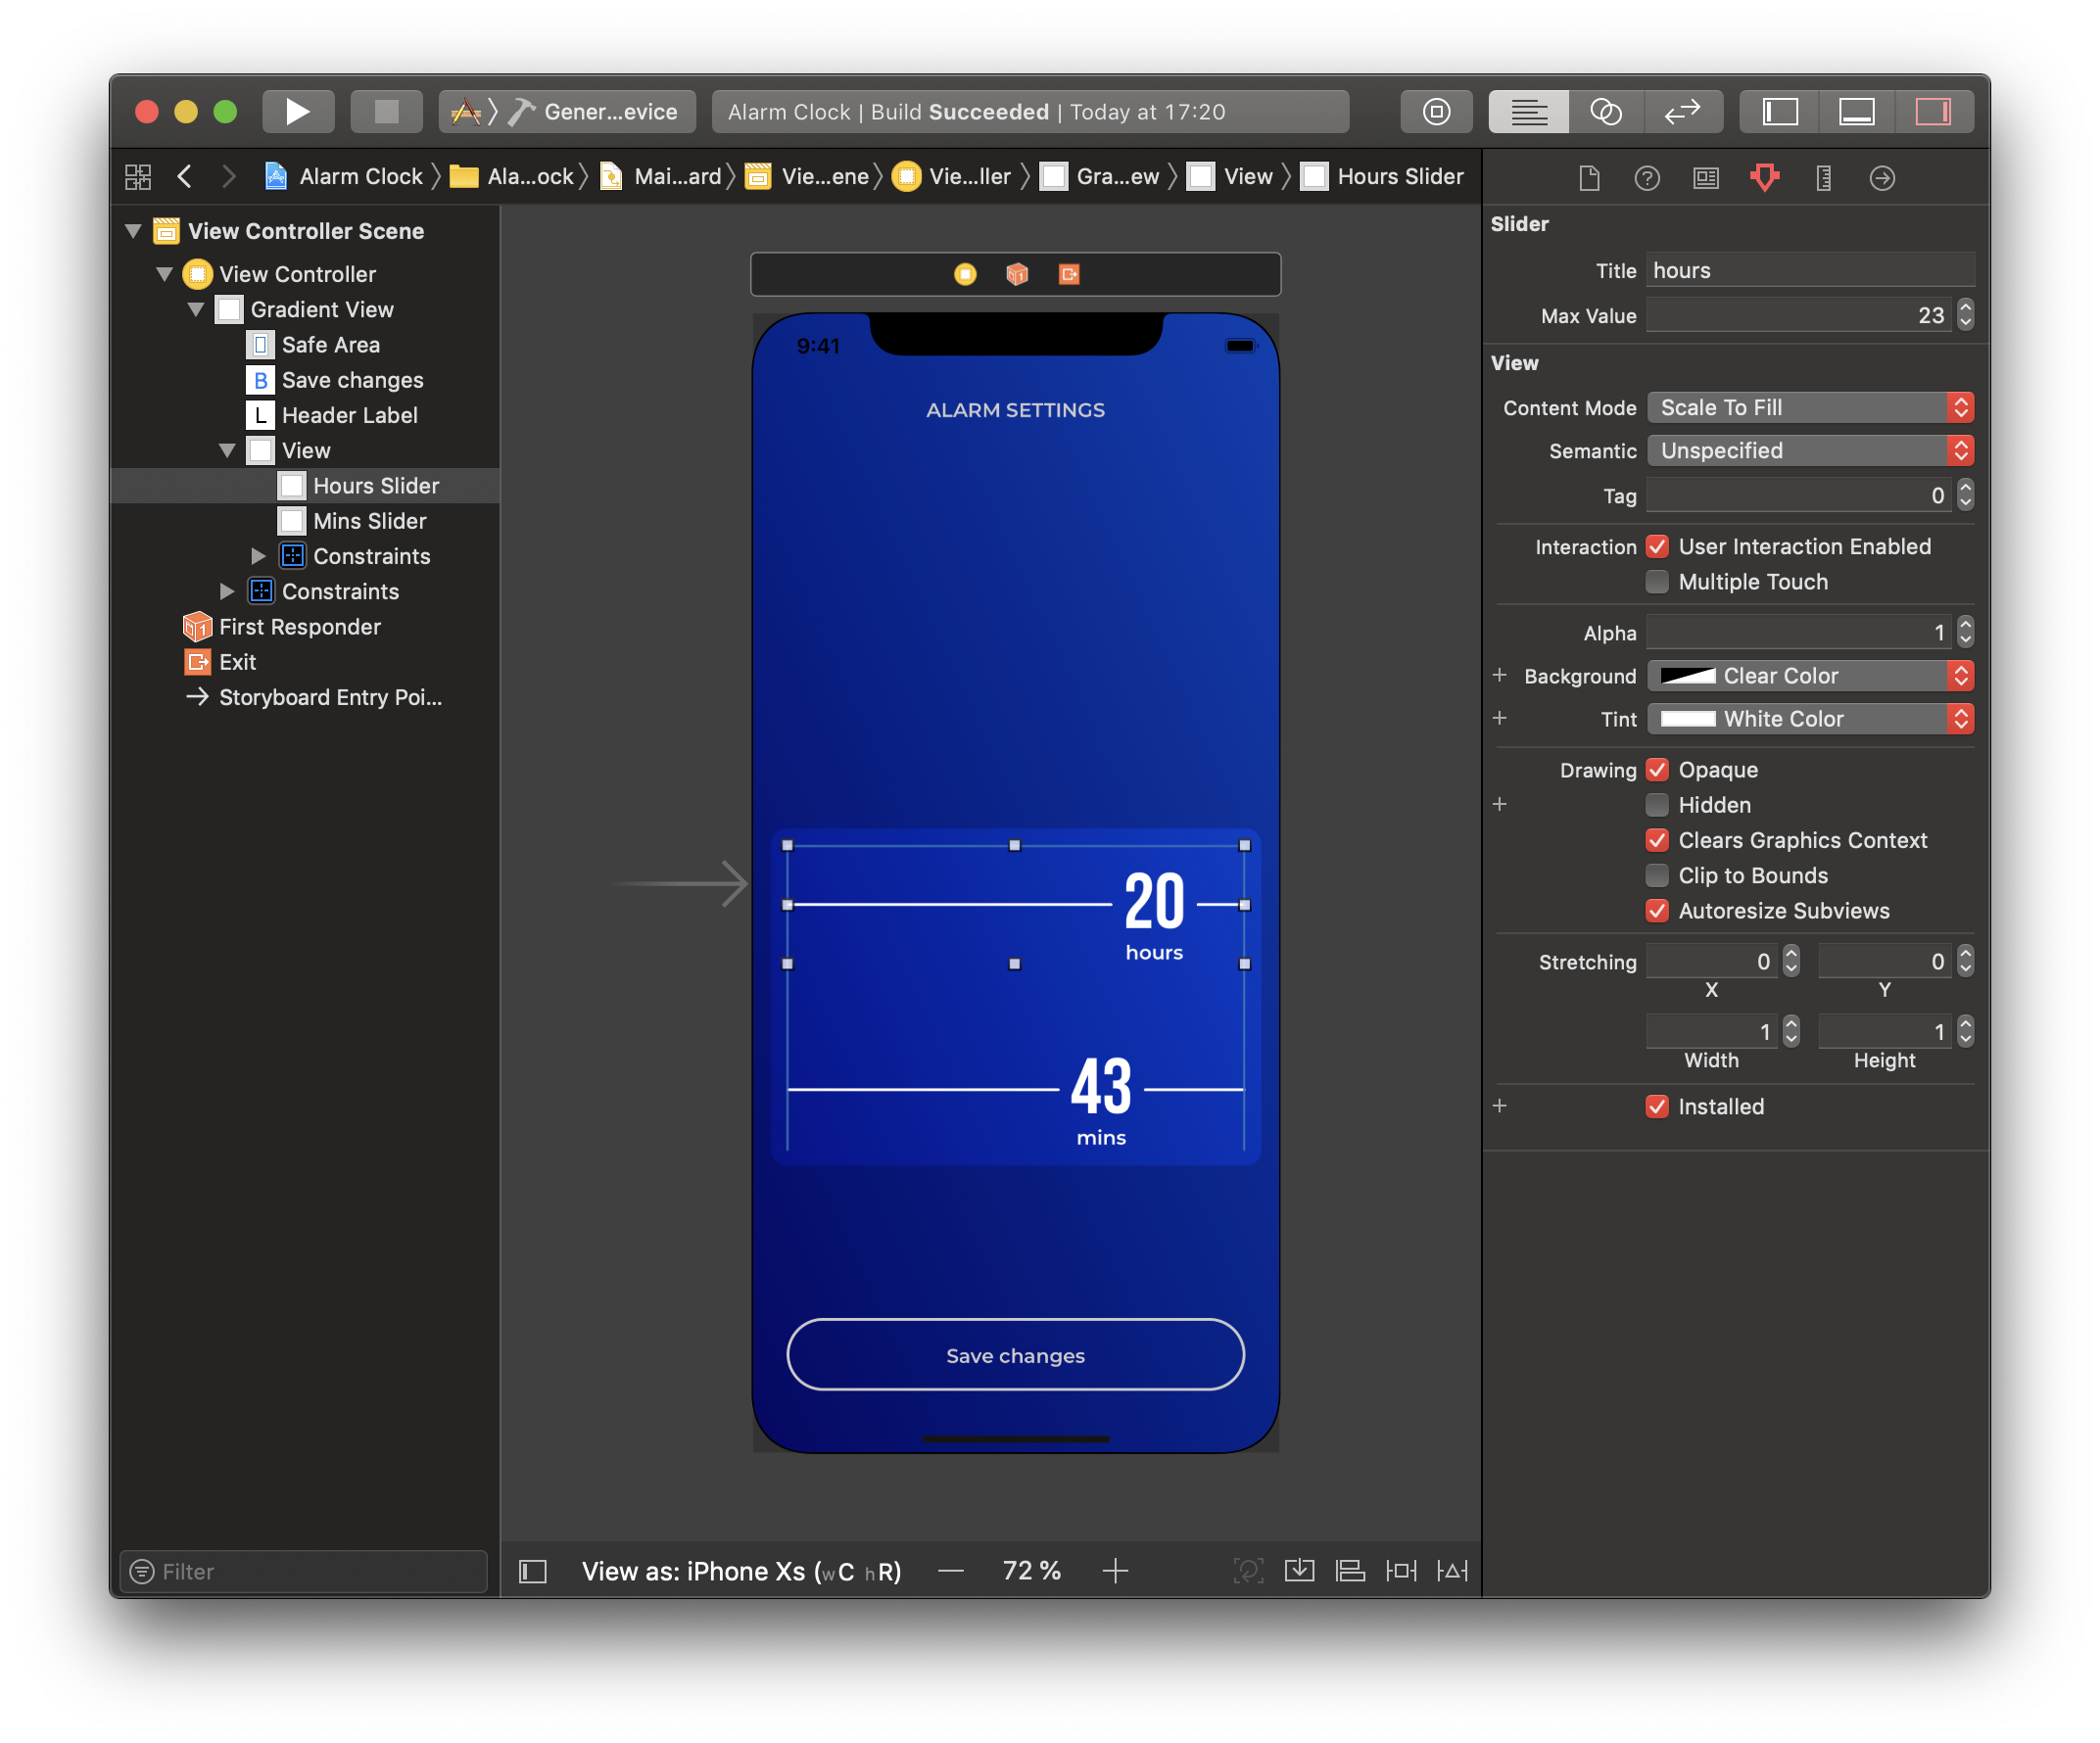 Gener...evice
Alarm Clock | Build Succeeded | Today at 17:20
Alarm Clock
Ala...ock
Mai...ard
Vie...ene
Vie...ller
Gra...ew
View
Hours Slider
View Controller Scene
View Controller
Gradient View
Safe Area
B Save changes
L Header Label
View
Hours Slider
Mins Slider
Constraints
Constraints
First Responder
Exit
Storyboard Entry Poi...
Filter
9:41
ALARM SETTINGS
20
hours
43
mins
Save changes
View as: iPhone Xs (wC hR)
72 %
Slider
Title hours
Max Value 23
View
Content Mode Scale To Fill
Semantic Unspecified
Tag 0
Interaction User Interaction Enabled
Multiple Touch
Alpha 1
+ Background Clear Color
+ Tint White Color
Drawing Opaque
+ Hidden
Clears Graphics Context
Clip to Bounds
Autoresize Subviews
Stretching 0 0
X Y
1 1
Width Height
+ Installed